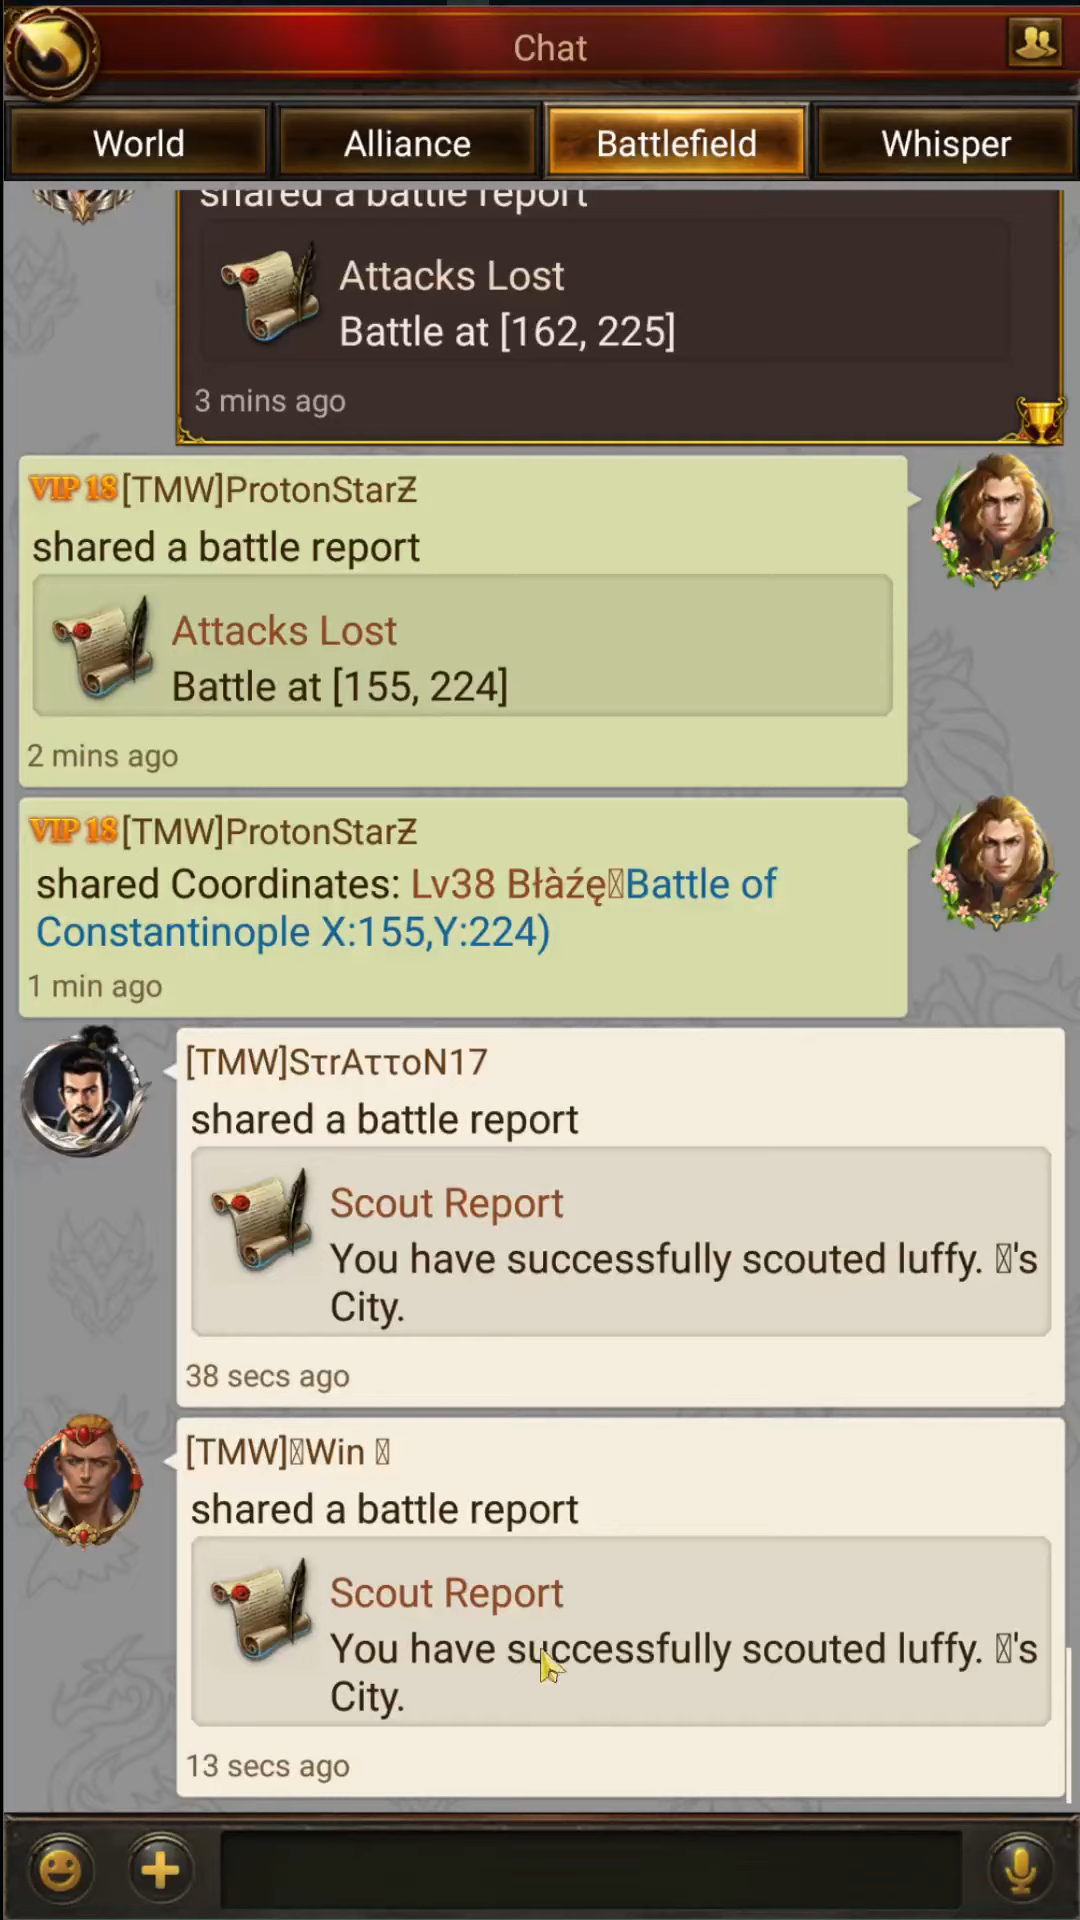 Chat
World
Alliance
Battlefield
Whisper
shared a battle report
Attacks Lost
Battle at [162, 225]
3 mins ago
VIP 18 [TMW]ProtonStarƵ
shared a battle report
Attacks Lost
Battle at [155, 224]
2 mins ago
VIP 18 [TMW]ProtonStarƵ
shared Coordinates: Lv38 Błàźę Battle of
Constantinople X:155,Y:224)
1 min ago
[TMW]SτrAττoN17
shared a battle report
Scout Report
You have successfully scouted luffy. 's
City.
38 secs ago
[TMW]Win
shared a battle report
Scout Report
You have successfully scouted luffy. 's
City.
13 secs ago